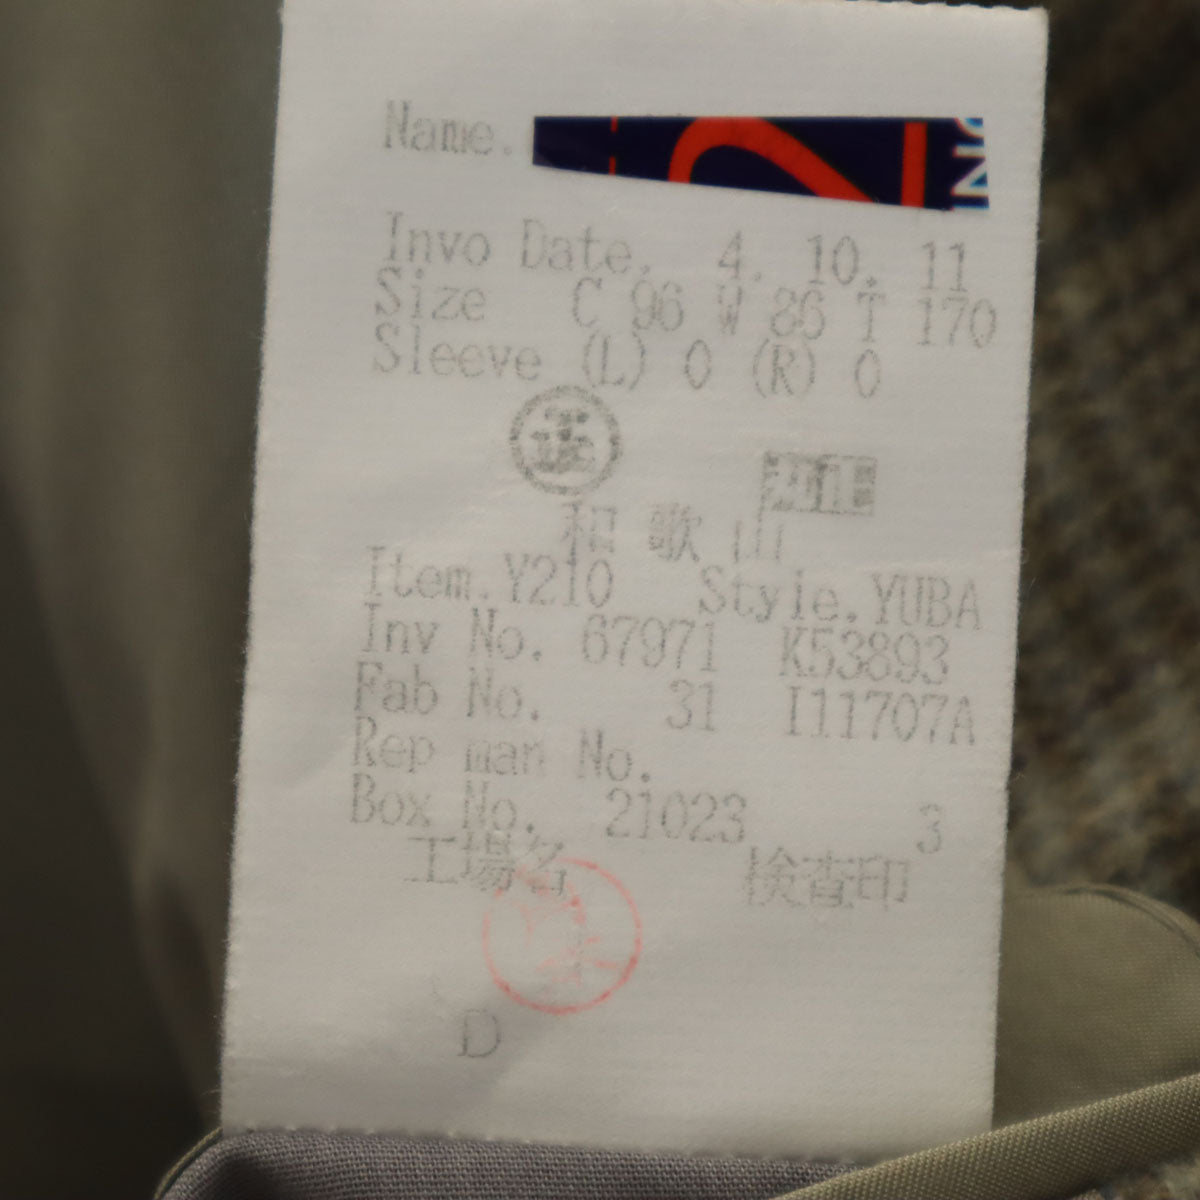 Name.
Invo Date. 4. 10. 11
Size C 96 W 86 T 170
Sleeve (L) 0 (R) 0
和歌山
Item.Y210 Style.YUBA
Inv No. 67971 K53893
Fab No. 31 I11707A
Rep man No.
Box No. 21023 3
工場名 検査印
D